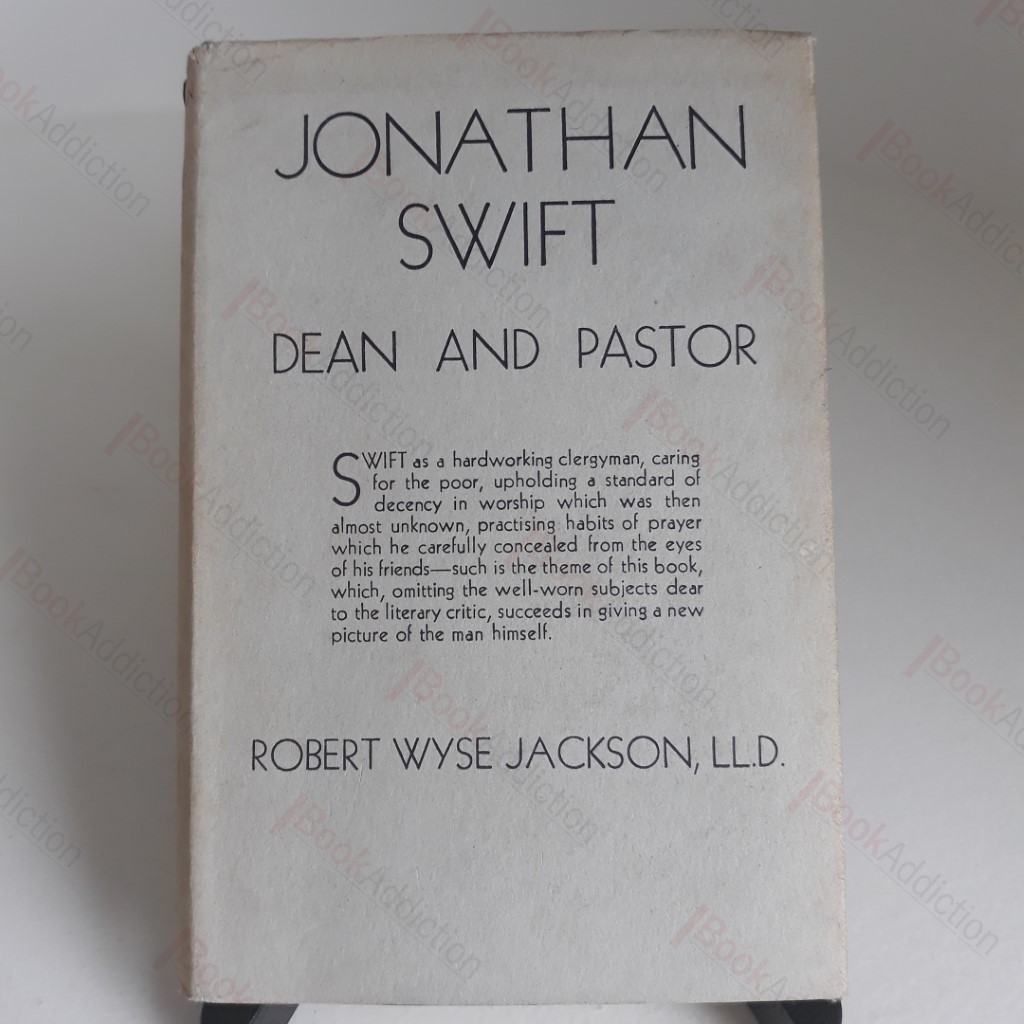 JONATHAN
SWIFT
DEAN AND PASTOR
SWIFT as a hardworking clergyman, caring
for the poor, upholding a standard of
decency in worship which was then
almost unknown, practising habits of prayer
which he carefully concealed from the eyes
of his friends—such is the theme of this book,
which, omitting the well-worn subjects dear
to the literary critic, succeeds in giving a new
picture of the man himself.
ROBERT WYSE JACKSON, LL.D.
BookAddiction